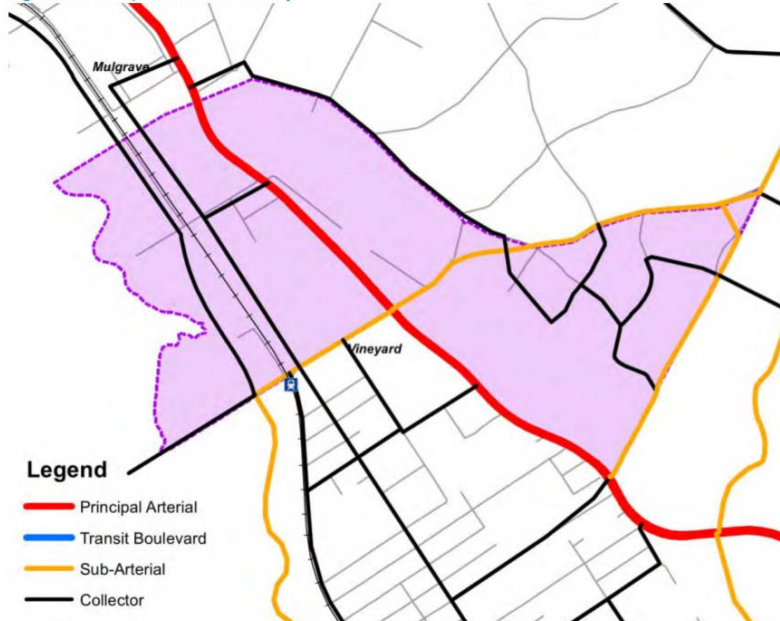 Mulgrave
Vineyard
Legend
Principal Arterial
Transit Boulevard
Sub-Arterial
Collector